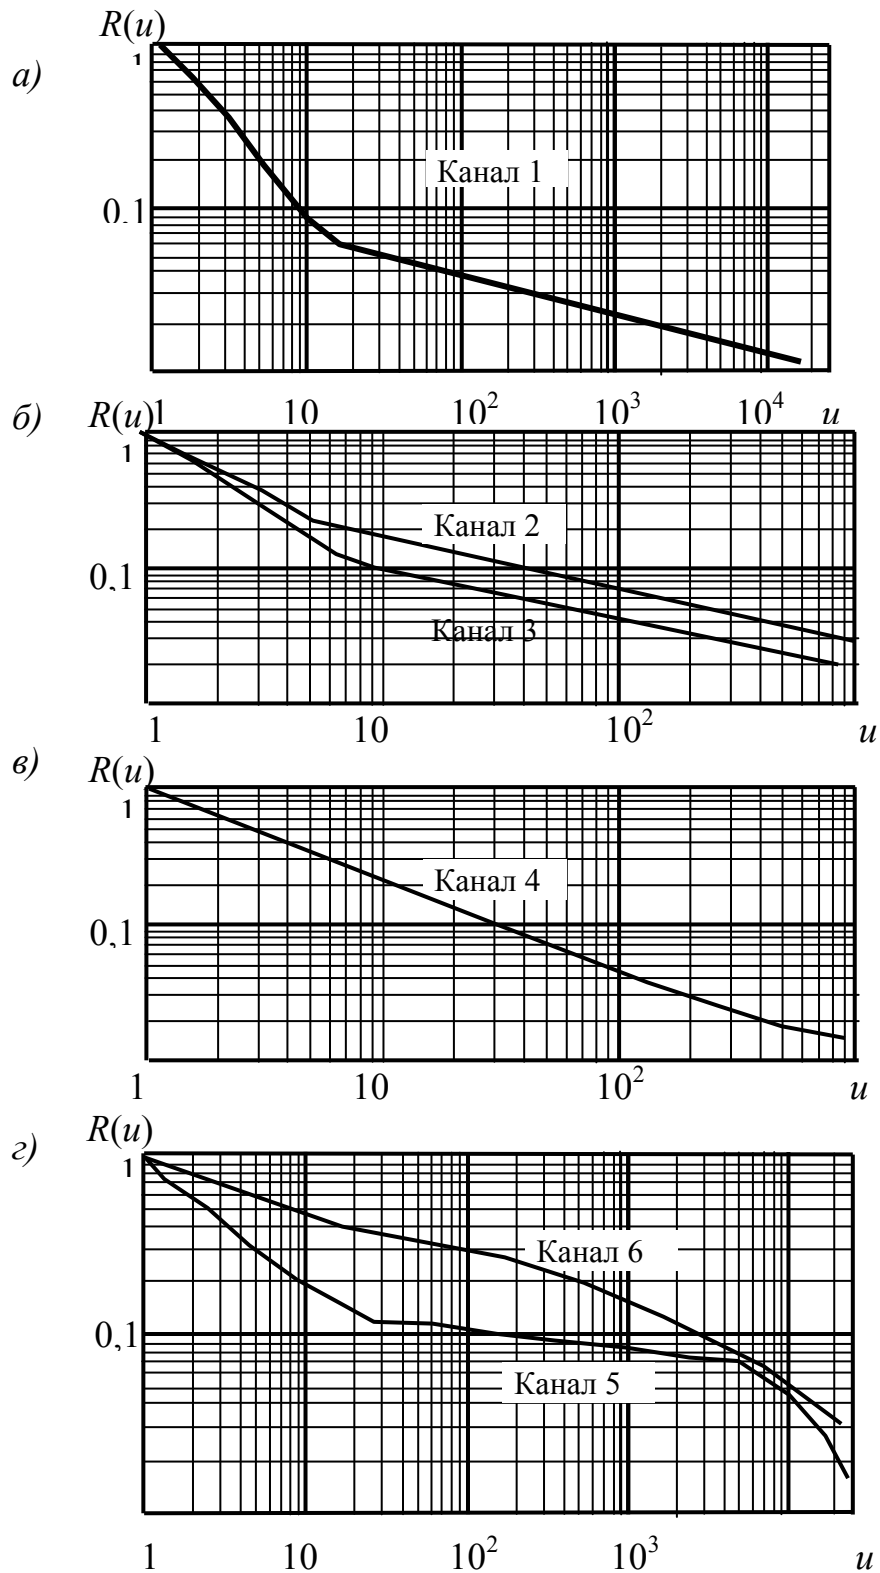 R(u)
а)
1
Канал 1
0,1
1 10 10² 10³ 10⁴ u
б) R(u)
1
Канал 2
0,1
Канал 3
1 10 10² u
в) R(u)
1
Канал 4
0,1
1 10 10² u
г) R(u)
1
Канал 6
0,1
Канал 5
1 10 10² 10³ u